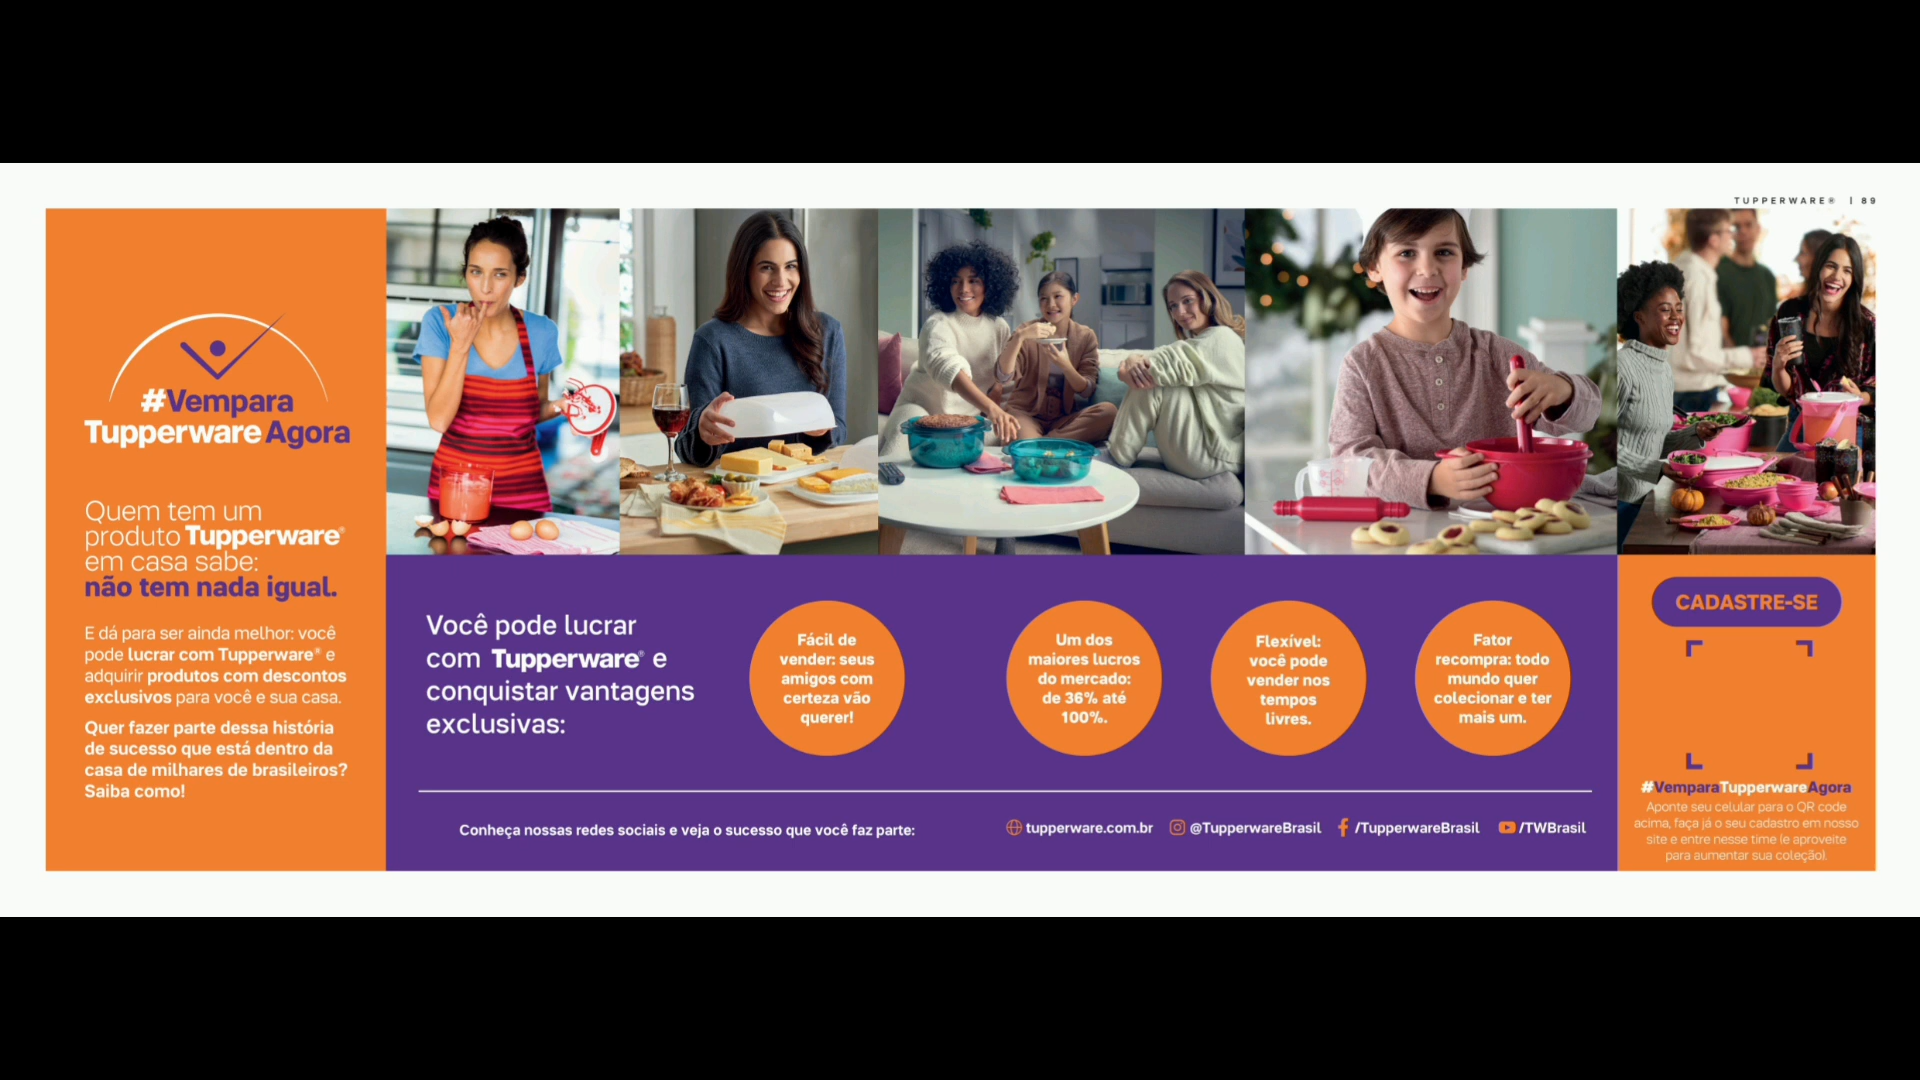 TUPPERWARE® | 89
#Vempara
Tupperware Agora
Quem tem um
produto Tupperware®
em casa sabe:
não tem nada igual.
E dá para ser ainda melhor: você
pode lucrar com Tupperware® e
adquirir produtos com descontos
exclusivos para você e sua casa.
Quer fazer parte dessa história
de sucesso que está dentro da
casa de milhares de brasileiros?
Saiba como!
Você pode lucrar
com Tupperware® e
conquistar vantagens
exclusivas:
Fácil de
vender: seus
amigos com
certeza vão
querer!
Um dos
maiores lucros
do mercado:
de 36% até
100%.
Flexível:
você pode
vender nos
tempos
livres.
Fator
recompra: todo
mundo quer
colecionar e ter
mais um.
Conheça nossas redes sociais e veja o sucesso que você faz parte:
tupperware.com.br
@TupperwareBrasil
/TupperwareBrasil
/TWBrasil
CADASTRE-SE
#VemparaTupperwareAgora
Aponte seu celular para o QR code
acima, faça já o seu cadastro em nosso
site e entre nesse time (e aproveite
para aumentar sua coleção).